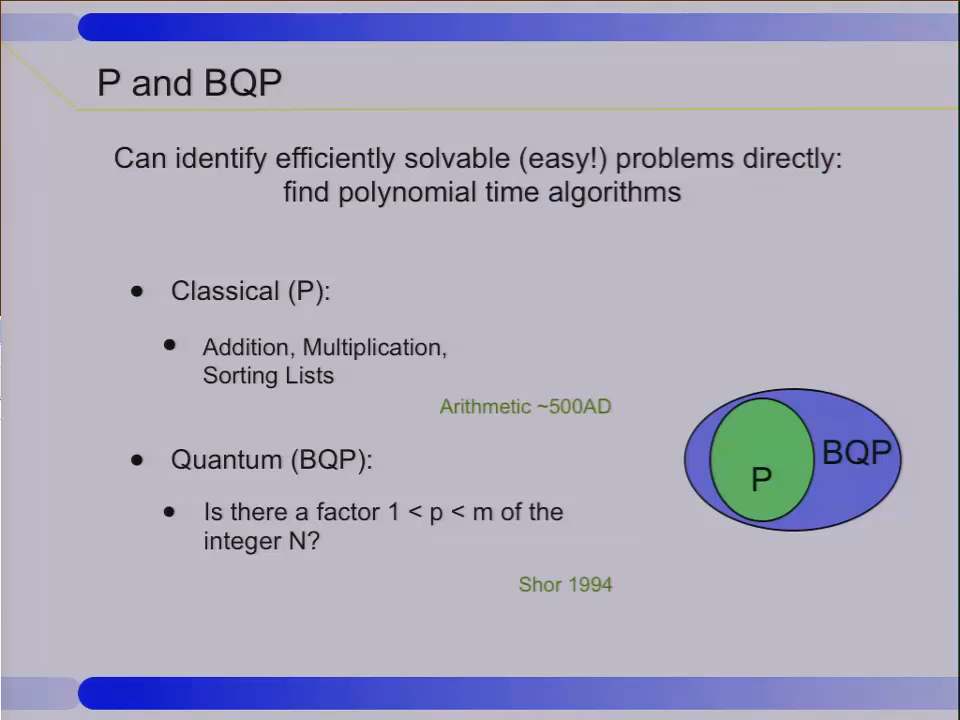 P and BQP
Can identify efficiently solvable (easy!) problems directly:
find polynomial time algorithms
● Classical (P):
● Addition, Multiplication,
Sorting Lists
Arithmetic ~500AD
● Quantum (BQP):
● Is there a factor 1 < p < m of the
integer N?
Shor 1994
P
BQP